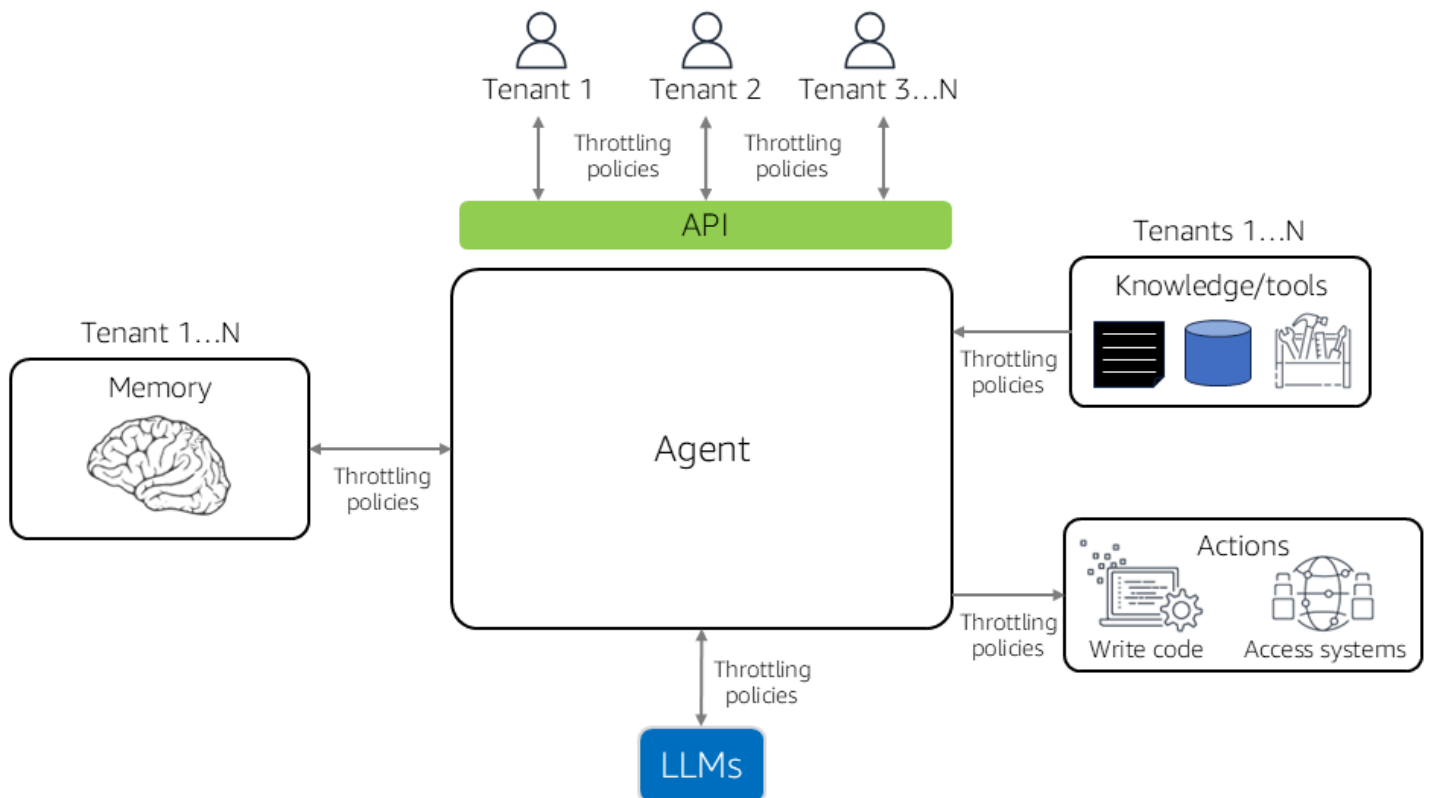 Tenant 1
Tenant 2
Tenant 3...N
Throttling
policies
Throttling
policies
API
Tenants 1...N
Knowledge/tools
Throttling
policies
Tenant 1...N
Memory
Throttling
policies
Agent
Actions
Write code
Access systems
Throttling
policies
Throttling
policies
LLMs